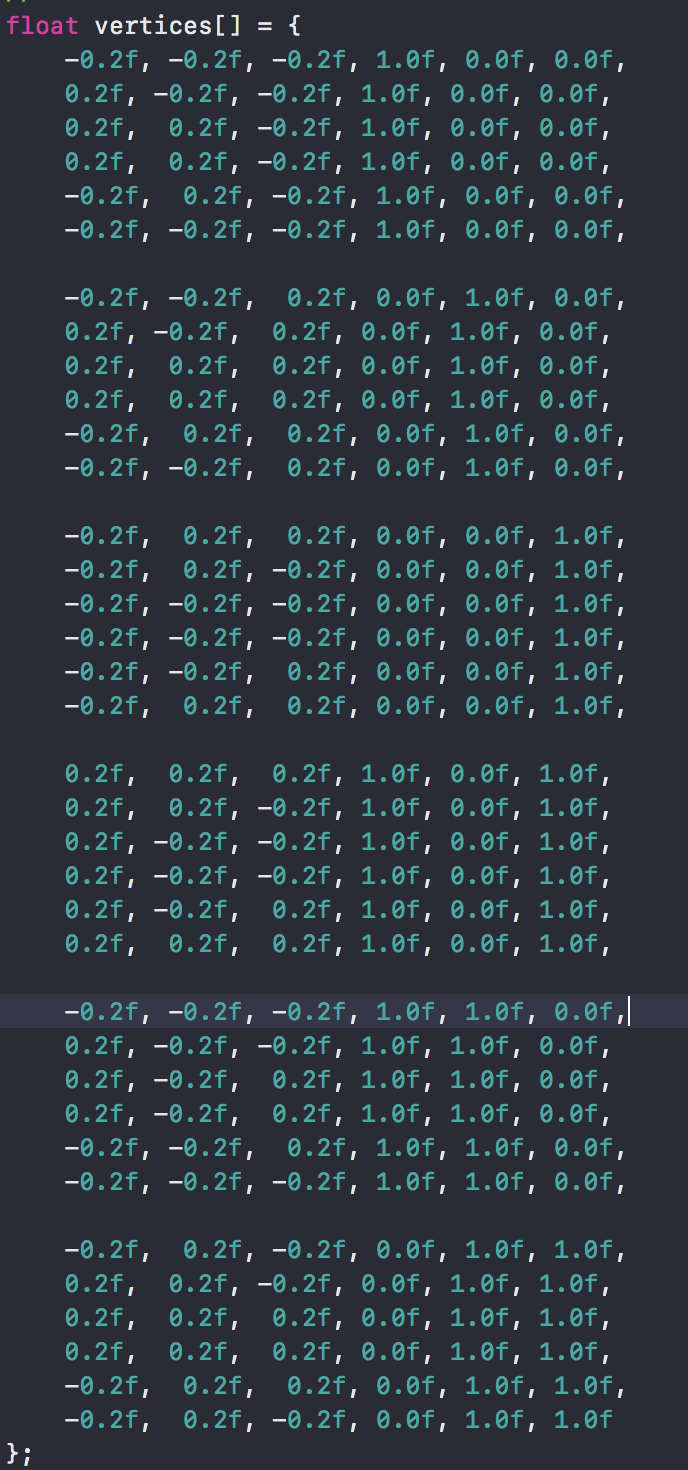 float vertices[] = {
−0.2f, −0.2f, −0.2f, 1.0f, 0.0f, 0.0f,
0.2f, −0.2f, −0.2f, 1.0f, 0.0f, 0.0f,
0.2f,  0.2f, −0.2f, 1.0f, 0.0f, 0.0f,
0.2f,  0.2f, −0.2f, 1.0f, 0.0f, 0.0f,
−0.2f,  0.2f, −0.2f, 1.0f, 0.0f, 0.0f,
−0.2f, −0.2f, −0.2f, 1.0f, 0.0f, 0.0f,
−0.2f, −0.2f,  0.2f, 0.0f, 1.0f, 0.0f,
0.2f, −0.2f,  0.2f, 0.0f, 1.0f, 0.0f,
0.2f,  0.2f,  0.2f, 0.0f, 1.0f, 0.0f,
0.2f,  0.2f,  0.2f, 0.0f, 1.0f, 0.0f,
−0.2f,  0.2f,  0.2f, 0.0f, 1.0f, 0.0f,
−0.2f, −0.2f,  0.2f, 0.0f, 1.0f, 0.0f,
−0.2f,  0.2f,  0.2f, 0.0f, 0.0f, 1.0f,
−0.2f,  0.2f, −0.2f, 0.0f, 0.0f, 1.0f,
−0.2f, −0.2f, −0.2f, 0.0f, 0.0f, 1.0f,
−0.2f, −0.2f, −0.2f, 0.0f, 0.0f, 1.0f,
−0.2f, −0.2f,  0.2f, 0.0f, 0.0f, 1.0f,
−0.2f,  0.2f,  0.2f, 0.0f, 0.0f, 1.0f,
0.2f,  0.2f,  0.2f, 1.0f, 0.0f, 1.0f,
0.2f,  0.2f, −0.2f, 1.0f, 0.0f, 1.0f,
0.2f, −0.2f, −0.2f, 1.0f, 0.0f, 1.0f,
0.2f, −0.2f, −0.2f, 1.0f, 0.0f, 1.0f,
0.2f, −0.2f,  0.2f, 1.0f, 0.0f, 1.0f,
0.2f,  0.2f,  0.2f, 1.0f, 0.0f, 1.0f,
−0.2f, −0.2f, −0.2f, 1.0f, 1.0f, 0.0f,
0.2f, −0.2f, −0.2f, 1.0f, 1.0f, 0.0f,
0.2f, −0.2f,  0.2f, 1.0f, 1.0f, 0.0f,
0.2f, −0.2f,  0.2f, 1.0f, 1.0f, 0.0f,
−0.2f, −0.2f,  0.2f, 1.0f, 1.0f, 0.0f,
−0.2f, −0.2f, −0.2f, 1.0f, 1.0f, 0.0f,
−0.2f,  0.2f, −0.2f, 0.0f, 1.0f, 1.0f,
0.2f,  0.2f, −0.2f, 0.0f, 1.0f, 1.0f,
0.2f,  0.2f,  0.2f, 0.0f, 1.0f, 1.0f,
0.2f,  0.2f,  0.2f, 0.0f, 1.0f, 1.0f,
−0.2f,  0.2f,  0.2f, 0.0f, 1.0f, 1.0f,
−0.2f,  0.2f, −0.2f, 0.0f, 1.0f, 1.0f
};